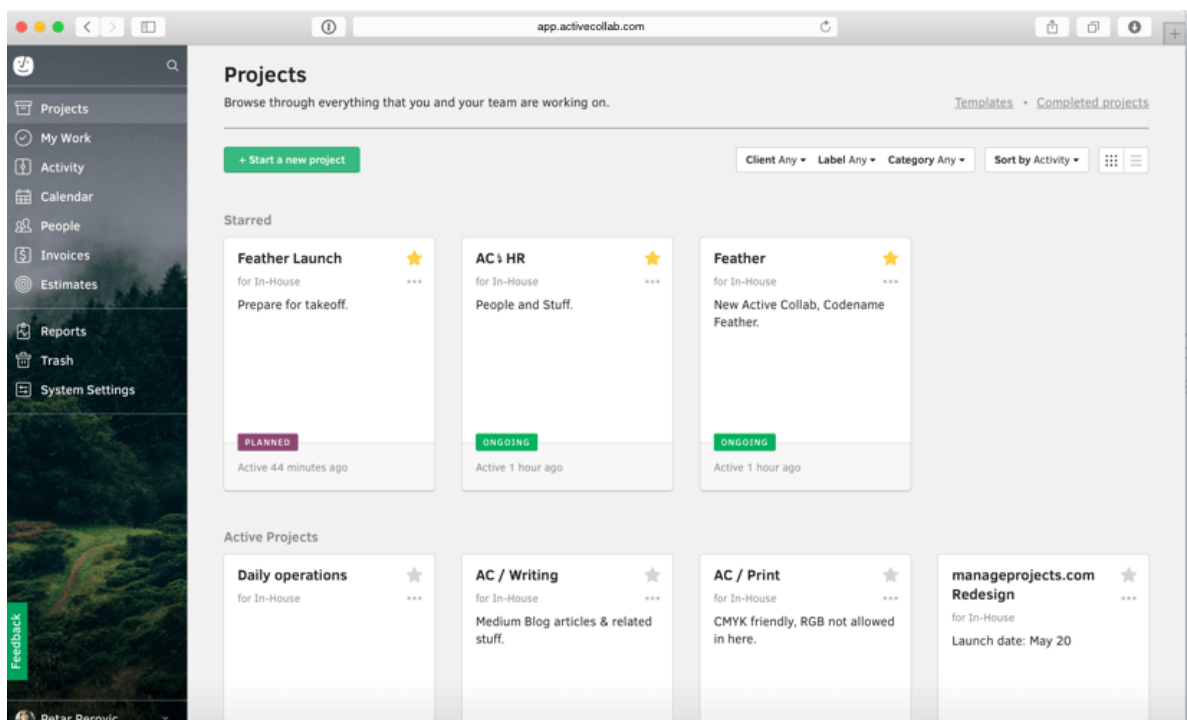 app.activecollab.com
Projects
My Work
Activity
Calendar
People
Invoices
Estimates
Reports
Trash
System Settings
Feedback
Petar Perovic
Projects
Browse through everything that you and your team are working on.
Templates • Completed projects
+ Start a new project
Client Any Label Any Category Any
Sort by Activity
Starred
Feather Launch
for In-House
Prepare for takeoff.
PLANNED
Active 44 minutes ago
AC HR
for In-House
People and Stuff.
ONGOING
Active 1 hour ago
Feather
for In-House
New Active Collab, Codename
Feather.
ONGOING
Active 1 hour ago
Active Projects
Daily operations
for In-House
AC / Writing
for In-House
Medium Blog articles & related
stuff.
AC / Print
for In-House
CMYK friendly, RGB not allowed
in here.
manageprojects.com
Redesign
for In-House
Launch date: May 20